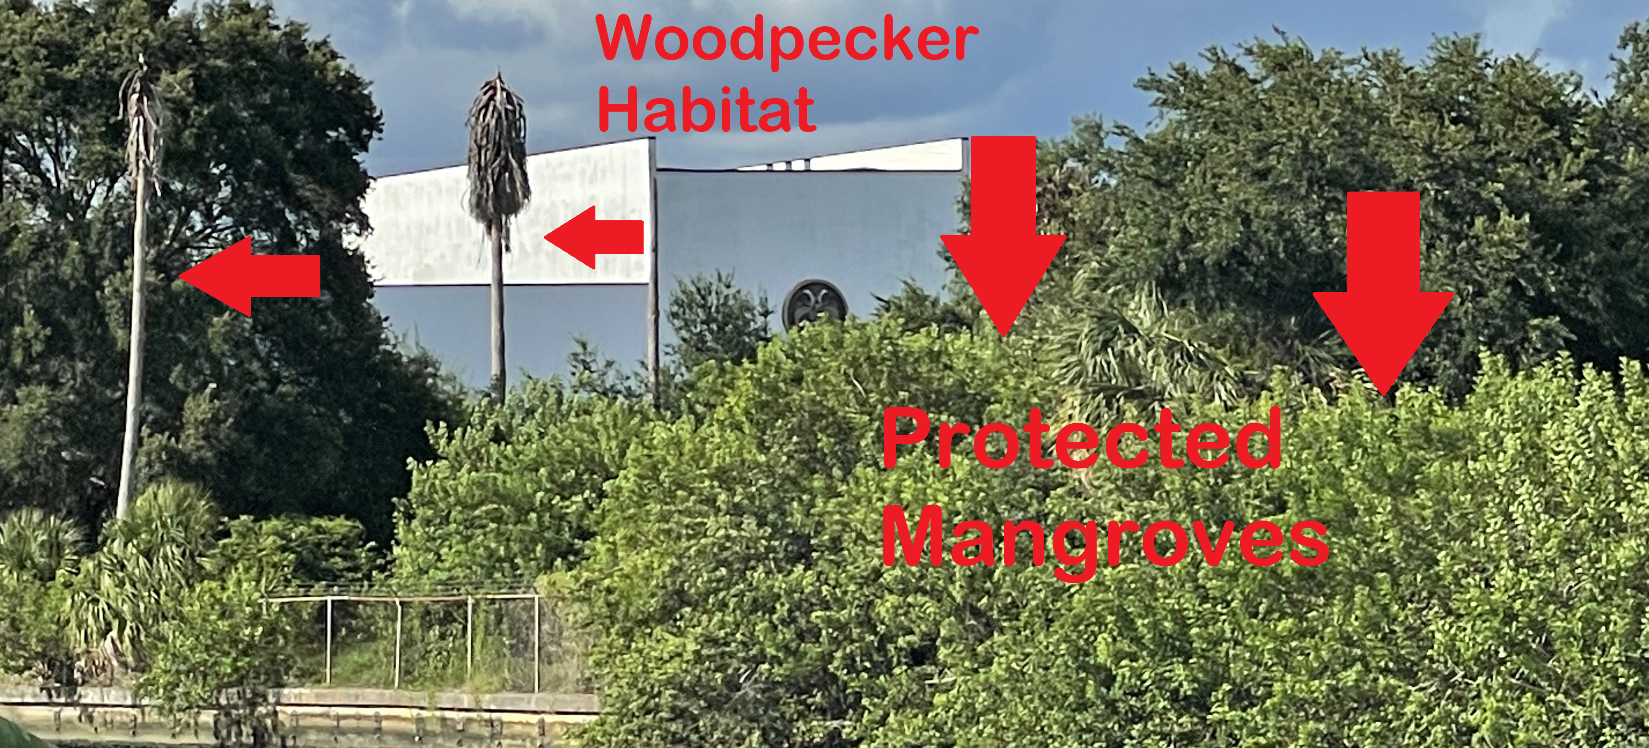 Woodpecker
Habitat
Protected
Mangroves